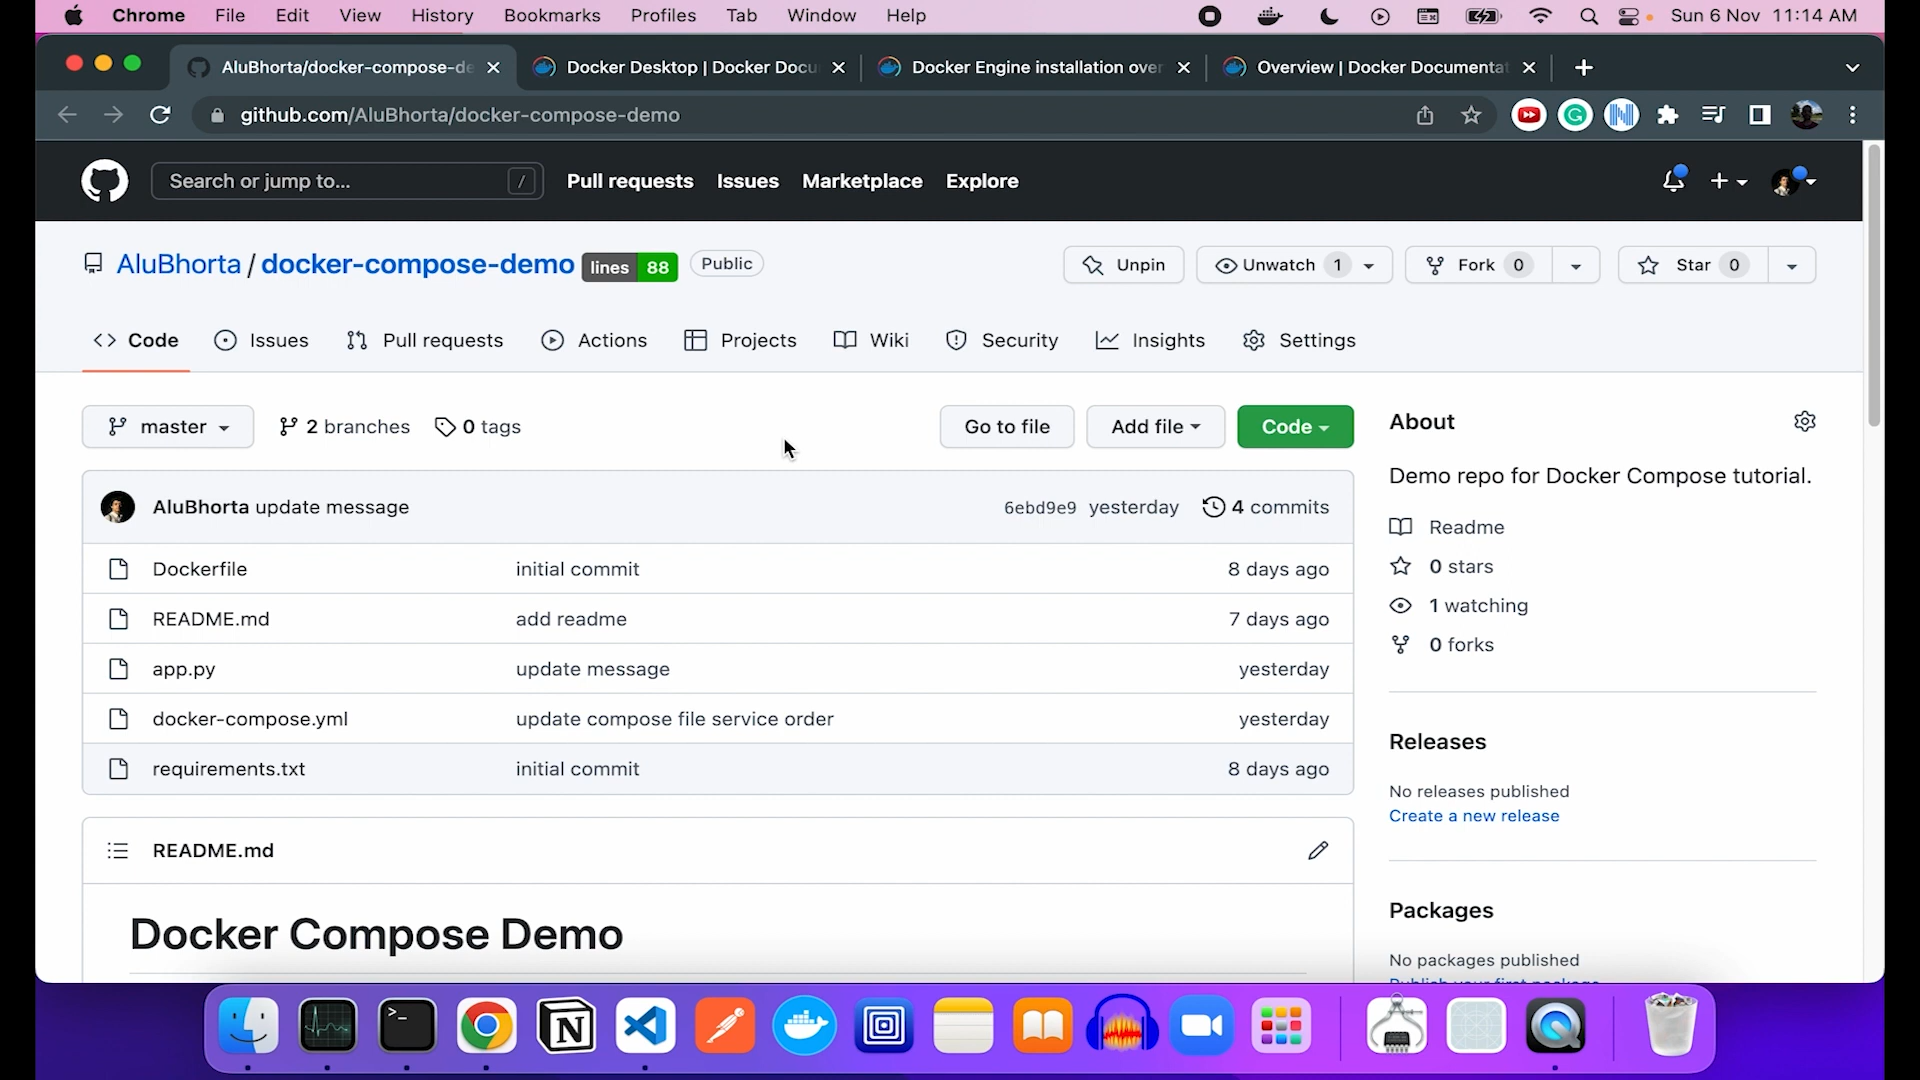 Chrome File Edit View History Bookmarks Profiles Tab Window Help Sun 6 Nov 11:14 AM
AluBhorta/docker-compose-de Docker Desktop | Docker Docu Docker Engine installation over Overview | Docker Documentat
github.com/AluBhorta/docker-compose-demo
Search or jump to... / Pull requests Issues Marketplace Explore
AluBhorta / docker-compose-demo lines 88 Public Unpin Unwatch 1 Fork 0 Star 0
Code Issues Pull requests Actions Projects Wiki Security Insights Settings
master 2 branches 0 tags Go to file Add file Code
AluBhorta update message 6ebd9e9 yesterday 4 commits
Dockerfile initial commit 8 days ago
README.md add readme 7 days ago
app.py update message yesterday
docker-compose.yml update compose file service order yesterday
requirements.txt initial commit 8 days ago
README.md
Docker Compose Demo
About
Demo repo for Docker Compose tutorial.
Readme
0 stars
1 watching
0 forks
Releases
No releases published
Create a new release
Packages
No packages published